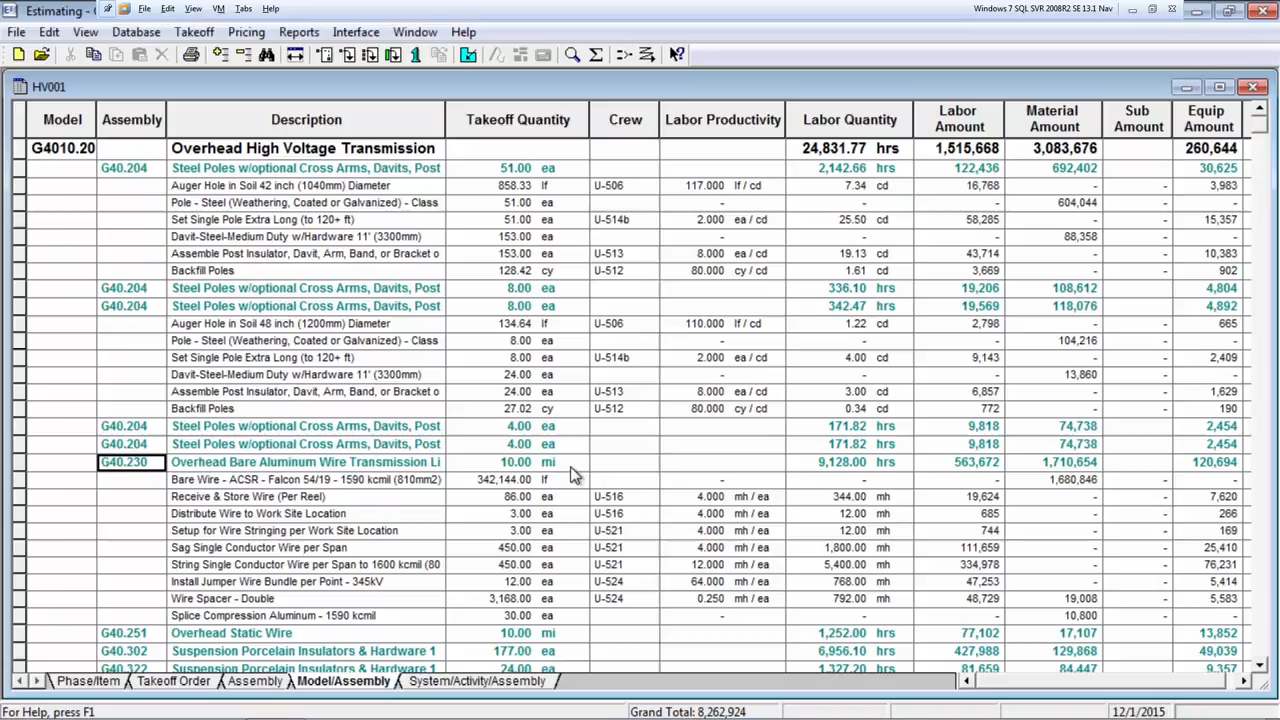 Estimating - File Edit View VM Tabs Help Windows 7 SQL SVR 2008R2 SE 13.1 Nav
File Edit View Database Takeoff Pricing Reports Interface Window Help
HV001
Model Assembly Description Takeoff Quantity Crew Labor Productivity Labor Quantity Labor Amount Material Amount Sub Amount Equip Amount
G4010.20 Overhead High Voltage Transmission 24,831.77 hrs 1,515,668 3,083,676 260,644
G40.204 Steel Poles w/optional Cross Arms, Davits, Post 51.00 ea 2,142.66 hrs 122,436 692,402 - 30,625
Auger Hole in Soil 42 inch (1040mm) Diameter 858.33 lf U-506 117.000 lf / cd 7.34 cd 16,768 - - 3,983
Pole - Steel (Weathering, Coated or Galvanized) - Class 51.00 ea - - - 604,044 - -
Set Single Pole Extra Long (to 120+ ft) 51.00 ea U-514b 2.000 ea / cd 25.50 cd 58,285 - - 15,357
Davit-Steel-Medium Duty w/Hardware 11' (3300mm) 153.00 ea - - - 88,358 - -
Assemble Post Insulator, Davit, Arm, Band, or Bracket o 153.00 ea U-513 8.000 ea / cd 19.13 cd 43,714 - - 10,383
Backfill Poles 128.42 cy U-512 80.000 cy / cd 1.61 cd 3,669 - - 902
G40.204 Steel Poles w/optional Cross Arms, Davits, Post 8.00 ea 336.10 hrs 19,206 108,612 - 4,804
G40.204 Steel Poles w/optional Cross Arms, Davits, Post 8.00 ea 342.47 hrs 19,569 118,076 - 4,892
Auger Hole in Soil 48 inch (1200mm) Diameter 134.64 lf U-506 110.000 lf / cd 1.22 cd 2,798 - - 665
Pole - Steel (Weathering, Coated or Galvanized) - Class 8.00 ea - - - 104,216 - -
Set Single Pole Extra Long (to 120+ ft) 8.00 ea U-514b 2.000 ea / cd 4.00 cd 9,143 - - 2,409
Davit-Steel-Medium Duty w/Hardware 11' (3300mm) 24.00 ea - - - 13,860 - -
Assemble Post Insulator, Davit, Arm, Band, or Bracket o 24.00 ea U-513 8.000 ea / cd 3.00 cd 6,857 - - 1,629
Backfill Poles 27.02 cy U-512 80.000 cy / cd 0.34 cd 772 - - 190
G40.204 Steel Poles w/optional Cross Arms, Davits, Post 4.00 ea 171.82 hrs 9,818 74,738 - 2,454
G40.204 Steel Poles w/optional Cross Arms, Davits, Post 4.00 ea 171.82 hrs 9,818 74,738 - 2,454
G40.230 Overhead Bare Aluminum Wire Transmission Li 10.00 mi 9,128.00 hrs 563,672 1,710,654 - 120,694
Bare Wire - ACSR - Falcon 54/19 - 1590 kcmil (810mm2) 342,144.00 lf - - - 1,680,846 - -
Receive & Store Wire (Per Reel) 86.00 ea U-516 4.000 mh / ea 344.00 mh 19,624 - - 7,620
Distribute Wire to Work Site Location 3.00 ea U-516 4.000 mh / ea 12.00 mh 685 - - 266
Setup for Wire Stringing per Work Site Location 3.00 ea U-521 4.000 mh / ea 12.00 mh 744 - - 169
Sag Single Conductor Wire per Span 450.00 ea U-521 4.000 mh / ea 1,800.00 mh 111,659 - - 25,410
String Single Conductor Wire per Span to 1600 kcmil (80 450.00 ea U-521 12.000 mh / ea 5,400.00 mh 334,978 - - 76,231
Install Jumper Wire Bundle per Point - 345kV 12.00 ea U-524 64.000 mh / ea 768.00 mh 47,253 - - 5,414
Wire Spacer - Double 3,168.00 ea U-524 0.250 mh / ea 792.00 mh 48,729 19,008 - 5,583
Splice Compression Aluminum - 1590 kcmil 30.00 ea - - - 10,800 - -
G40.251 Overhead Static Wire 10.00 mi 1,252.00 hrs 77,102 17,107 - 13,852
G40.302 Suspension Porcelain Insulators & Hardware 1 177.00 ea 6,956.10 hrs 427,988 129,868 - 49,039
G40.322 Suspension Porcelain Insulators & Hardware 1 24.00 ea 1,327.20 hrs 81,659 84,447 - 9,357
Phase/Item Takeoff Order Assembly Model/Assembly System/Activity/Assembly
For Help, press F1 Grand Total: 8,262,924 12/1/2015